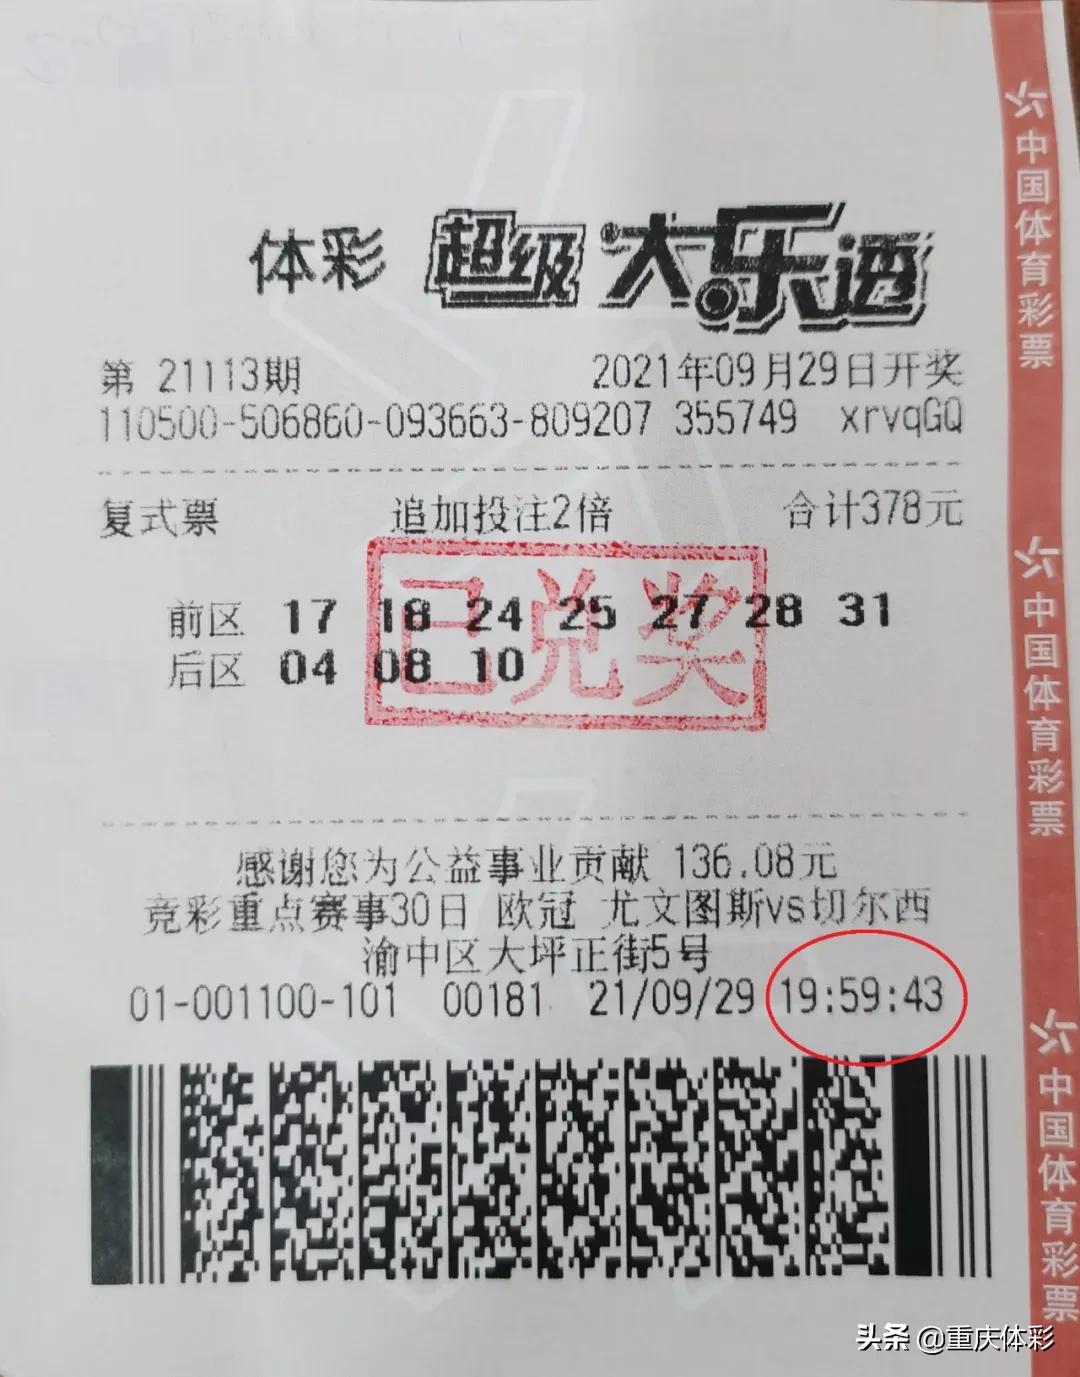 体彩 超级大乐透
第 21113期 2021年09月29日开奖
110500-506860-093663-809207 355749 xrvqGQ
复式票 追加投注2倍 合计378元
已兑奖
前区 17 18 24 25 27 28 31
后区 04 08 10
感谢您为公益事业贡献 136.08元
竞彩重点赛事30日 欧冠 尤文图斯vs切尔西
渝中区大坪正街5号
01-001100-101 00181 21/09/29 19:59:43
中国体育彩票
中国体育彩票
中国体育彩票
头条 @重庆体彩